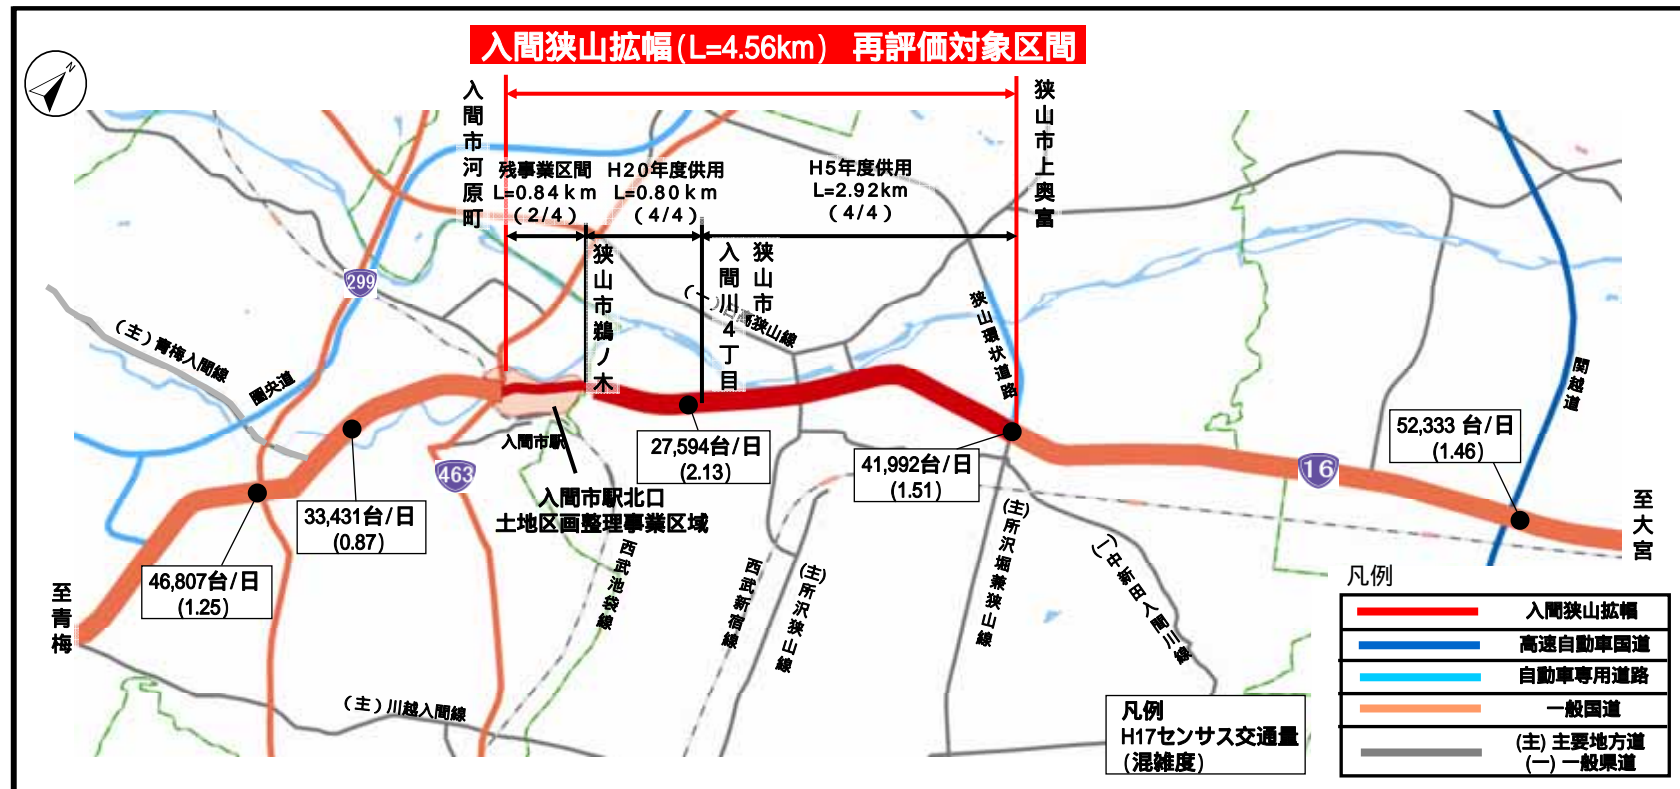 入間狭山拡幅(L=4.56km) 再評価対象区間
N
入間市河原町
狭山市上奥富
残事業区間
L=0.84km
(2/4)
H20年度供用
L=0.80km
(4/4)
H5年度供用
L=2.92km
(4/4)
狭山市鵜ノ木
狭山市
入間川4丁目
299
(主)青梅入間線
圏央道
狭山環状道路
関越道
入間市駅
463
入間市駅北口
土地区画整理事業区域
27,594台/日
(2.13)
41,992台/日
(1.51)
52,333 台/日
(1.46)
16
33,431台/日
(0.87)
46,807台/日
(1.25)
至青梅
至大宮
西武池袋線
西武新宿線
(主)所沢狭山線
(主)所沢堀兼狭山線
(一)中新田入間川線
(主)川越入間線
凡例
H17センサス交通量
(混雑度)
凡例
入間狭山拡幅
高速自動車国道
自動車専用道路
一般国道
(主) 主要地方道
(一) 一般県道